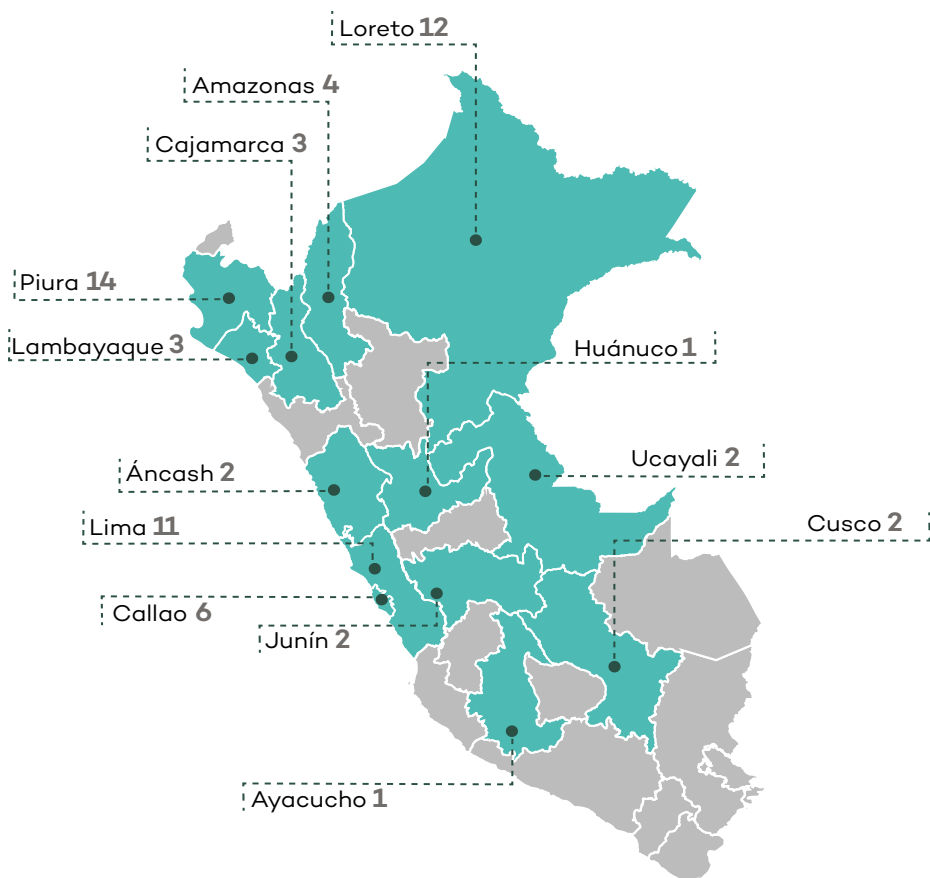 Loreto 12
Amazonas 4
Cajamarca 3
Piura 14
Lambayaque 3
Huánuco 1
Áncash 2
Ucayali 2
Lima 11
Cusco 2
Callao 6
Junín 2
Ayacucho 1